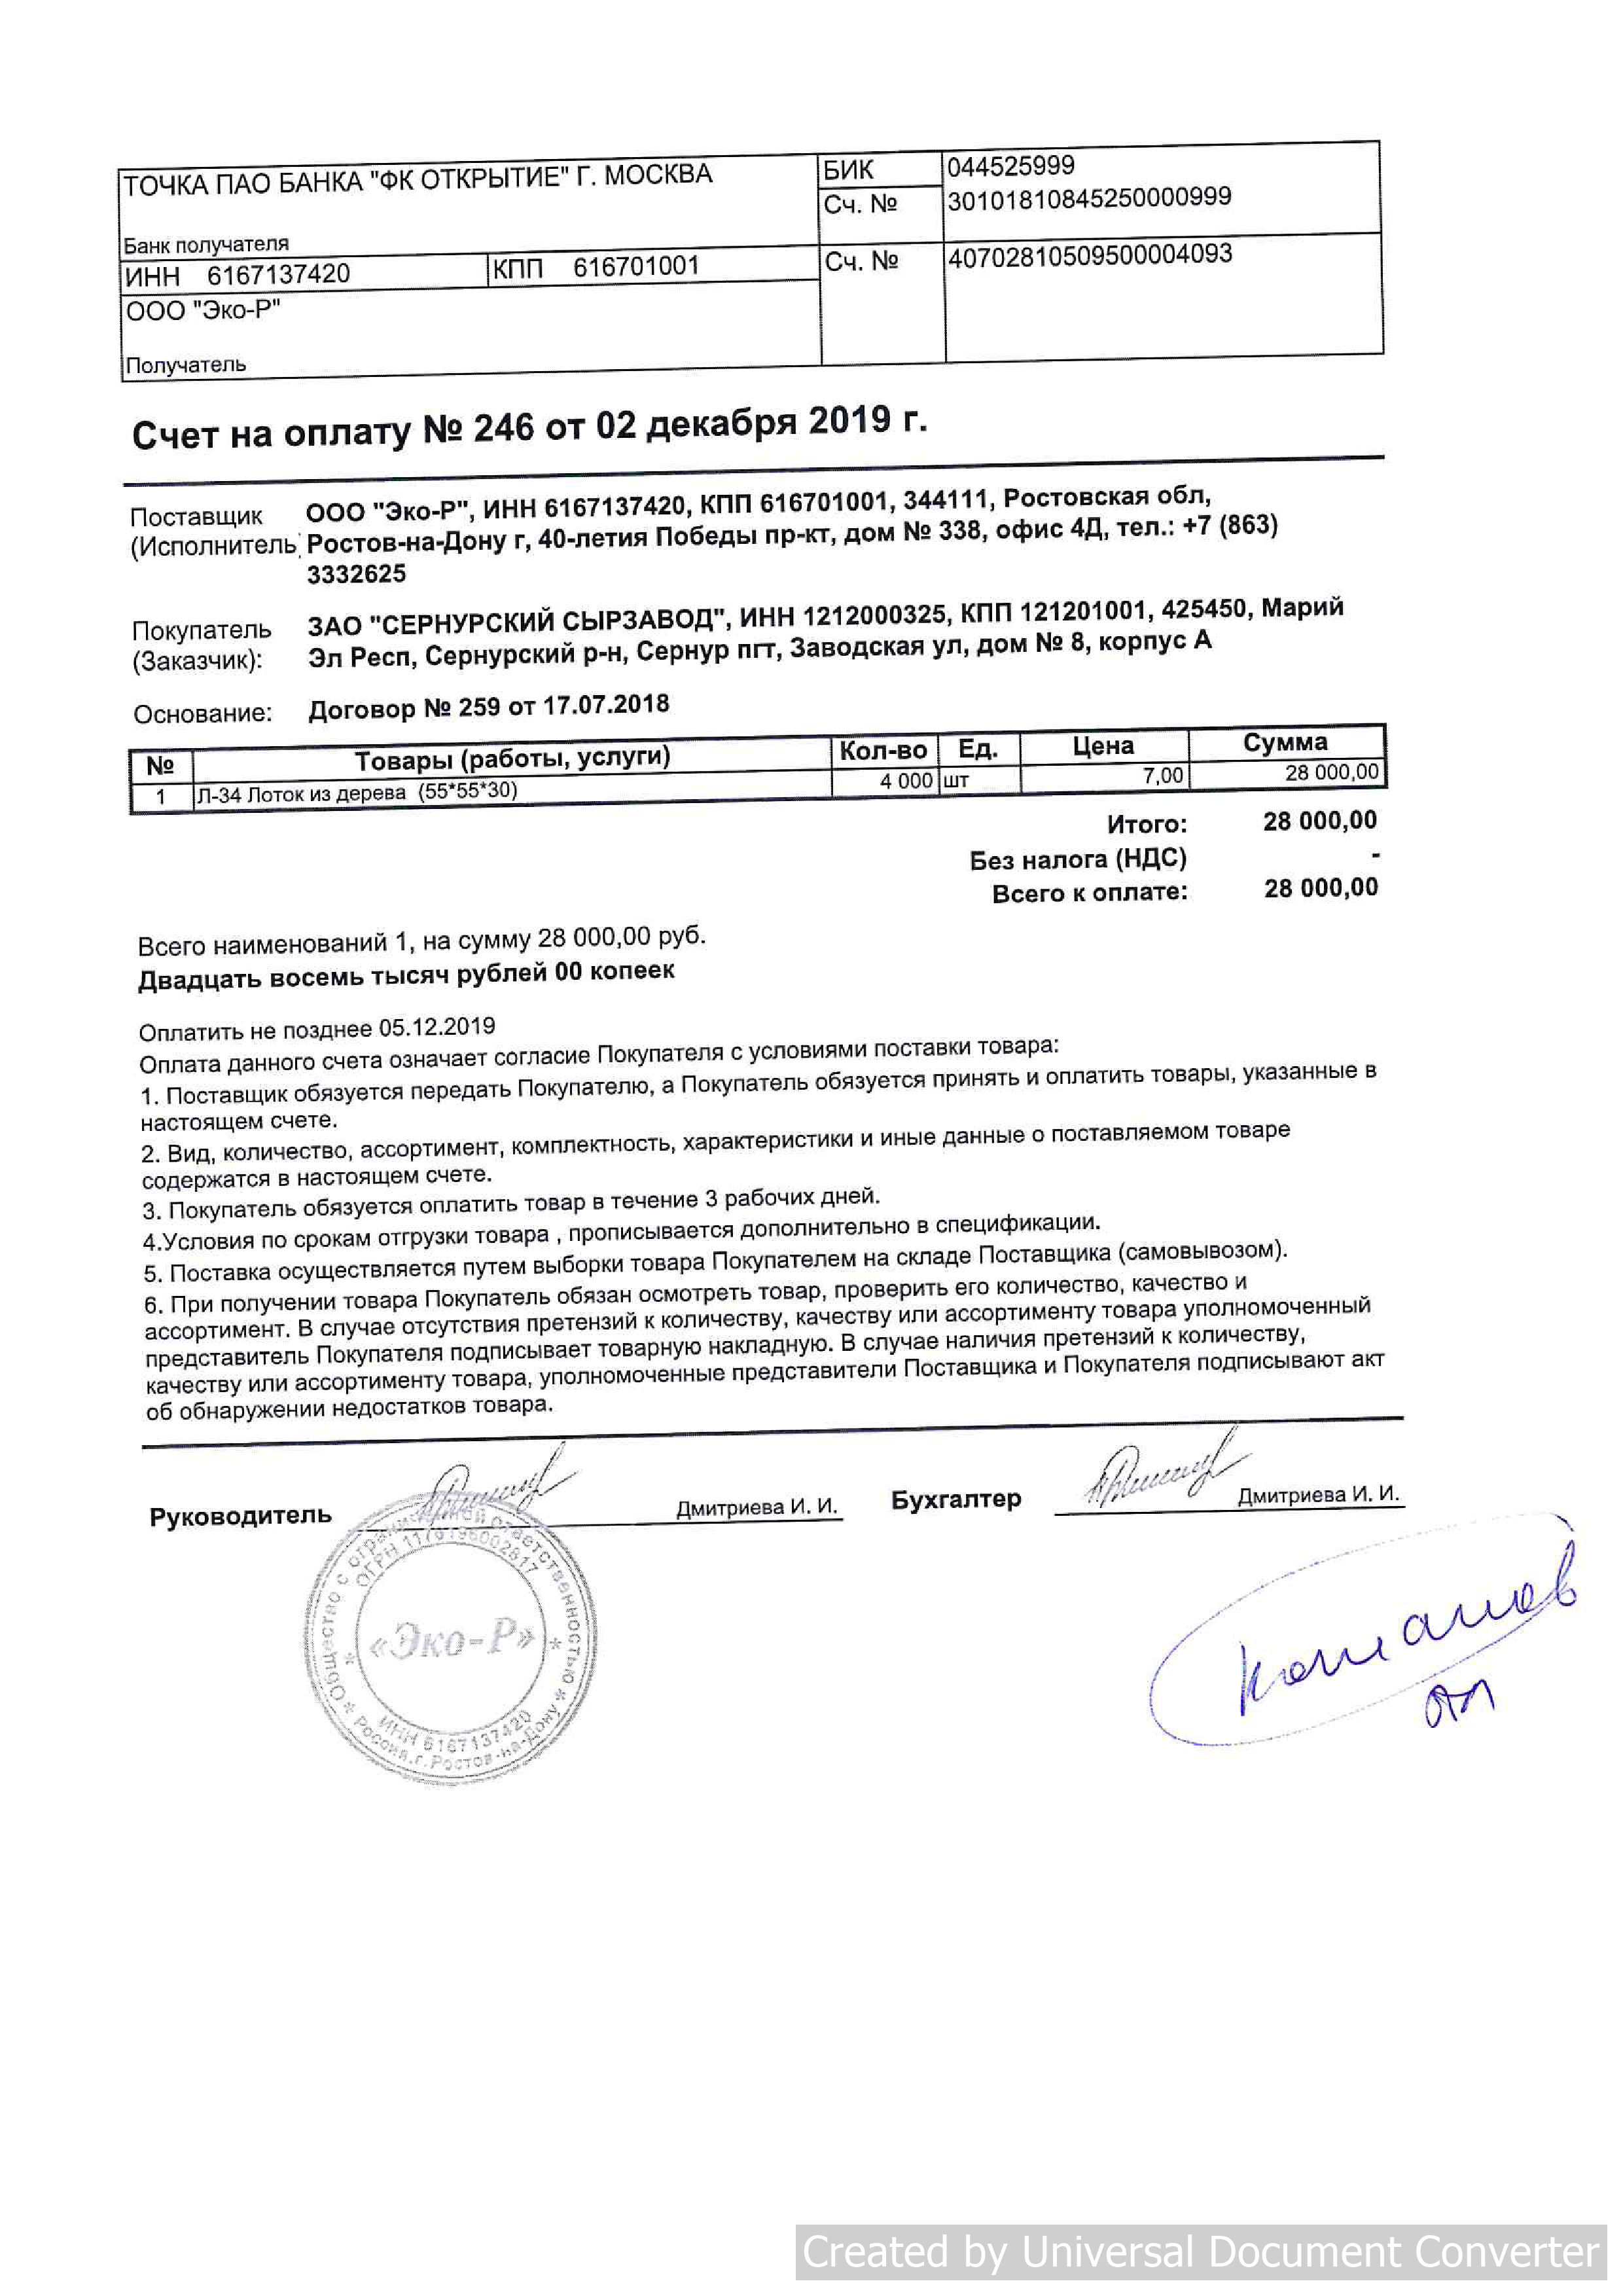 ТОЧКА ПАО БАНКА "ФК ОТКРЫТИЕ" Г. МОСКВА
БИК 044525999
Сч. № 30101810845250000999
Банк получателя
ИНН 6167137420 КПП 616701001 Сч. № 40702810509500004093
ООО "Эко-Р"
Получатель
Счет на оплату № 246 от 02 декабря 2019 г.
Поставщик (Исполнитель) ООО "Эко-Р", ИНН 6167137420, КПП 616701001, 344111, Ростовская обл,
Ростов-на-Дону г, 40-летия Победы пр-кт, дом № 338, офис 4Д, тел.: +7 (863)
3332625
Покупатель (Заказчик): ЗАО "СЕРНУРСКИЙ СЫРЗАВОД", ИНН 1212000325, КПП 121201001, 425450, Марий
Эл Респ, Сернурский р-н, Сернур пгт, Заводская ул, дом № 8, корпус А
Основание: Договор № 259 от 17.07.2018
№ Товары (работы, услуги) Кол-во Ед. Цена Сумма
1 Л-34 Лоток из дерева (55*55*30) 4 000 шт 7,00 28 000,00
Итого: 28 000,00
Без налога (НДС) -
Всего к оплате: 28 000,00
Всего наименований 1, на сумму 28 000,00 руб.
Двадцать восемь тысяч рублей 00 копеек
Оплатить не позднее 05.12.2019
Оплата данного счета означает согласие Покупателя с условиями поставки товара:
1. Поставщик обязуется передать Покупателю, а Покупатель обязуется принять и оплатить товары, указанные в
настоящем счете.
2. Вид, количество, ассортимент, комплектность, характеристики и иные данные о поставляемом товаре
содержатся в настоящем счете.
3. Покупатель обязуется оплатить товар в течение 3 рабочих дней.
4.Условия по срокам отгрузки товара , прописывается дополнительно в спецификации.
5. Поставка осуществляется путем выборки товара Покупателем на складе Поставщика (самовывозом).
6. При получении товара Покупатель обязан осмотреть товар, проверить его количество, качество и
ассортимент. В случае отсутствия претензий к количеству, качеству или ассортименту товара уполномоченный
представитель Покупателя подписывает товарную накладную. В случае наличия претензий к количеству,
качеству или ассортименту товара, уполномоченные представители Поставщика и Покупателя подписывают акт
об обнаружении недостатков товара.
Руководитель Дмитриева И. И. Бухгалтер Дмитриева И. И.
Общество с ограниченной ответственностью
ОГРН 1176196002817
«Эко-Р»
ИНН 6167137420
Россия, г. Ростов-на-Дону
Created by Universal Document Converter